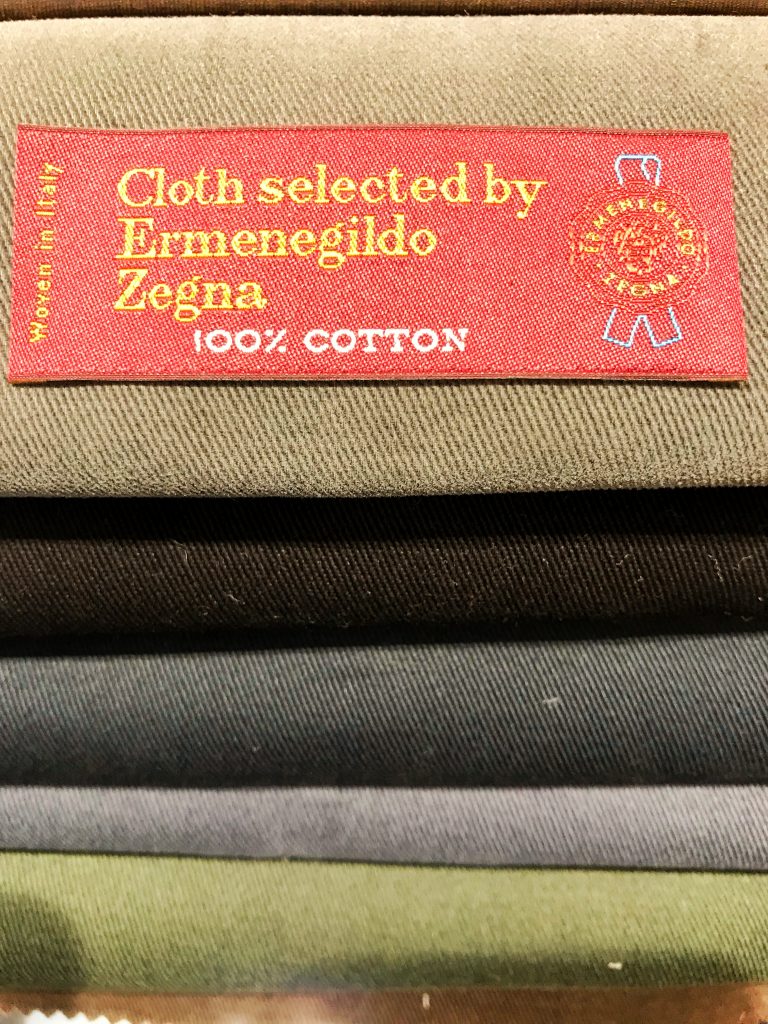 Woven in Italy
Cloth selected by
Ermenegildo
Zegna
100% COTTON
ERMENEGILDO
ZEGNA